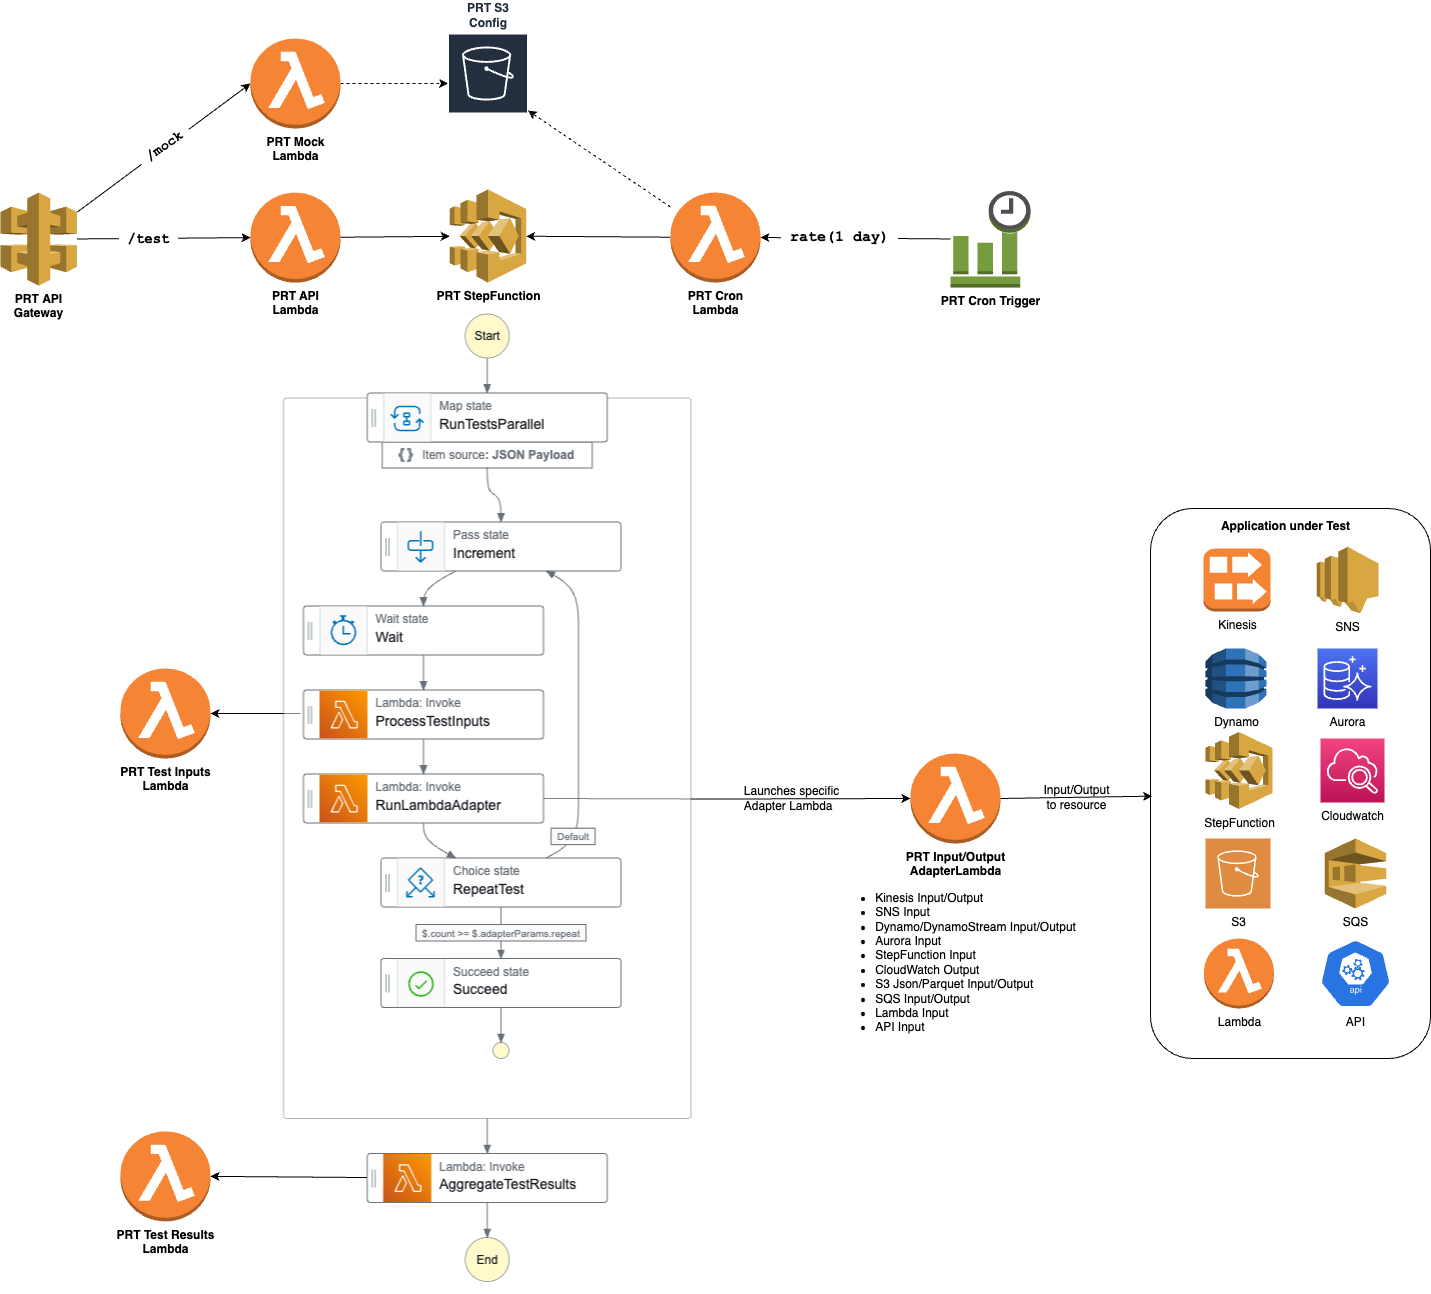 PRT S3
Config
PRT Mock
Lambda
/mock
/test
rate(1 day)
PRT API
Gateway
PRT API
Lambda
PRT StepFunction
PRT Cron
Lambda
PRT Cron Trigger
Start
Map state
RunTestsParallel
{} Item source: JSON Payload
Pass state
Increment
Wait state
Wait
Lambda: Invoke
ProcessTestInputs
PRT Test Inputs
Lambda
Lambda: Invoke
RunLambdaAdapter
Default
Choice state
? RepeatTest
$.count >= $.adapterParams.repeat
Succeed state
Succeed
Launches specific
Adapter Lambda
Input/Output
to resource
PRT Input/Output
AdapterLambda
• Kinesis Input/Output
• SNS Input
• Dynamo/DynamoStream Input/Output
• Aurora Input
• StepFunction Input
• CloudWatch Output
• S3 Json/Parquet Input/Output
• SQS Input/Output
• Lambda Input
• API Input
Application under Test
Kinesis
SNS
Dynamo
Aurora
StepFunction
Cloudwatch
S3
SQS
api
Lambda
API
Lambda: Invoke
AggregateTestResults
PRT Test Results
Lambda
End